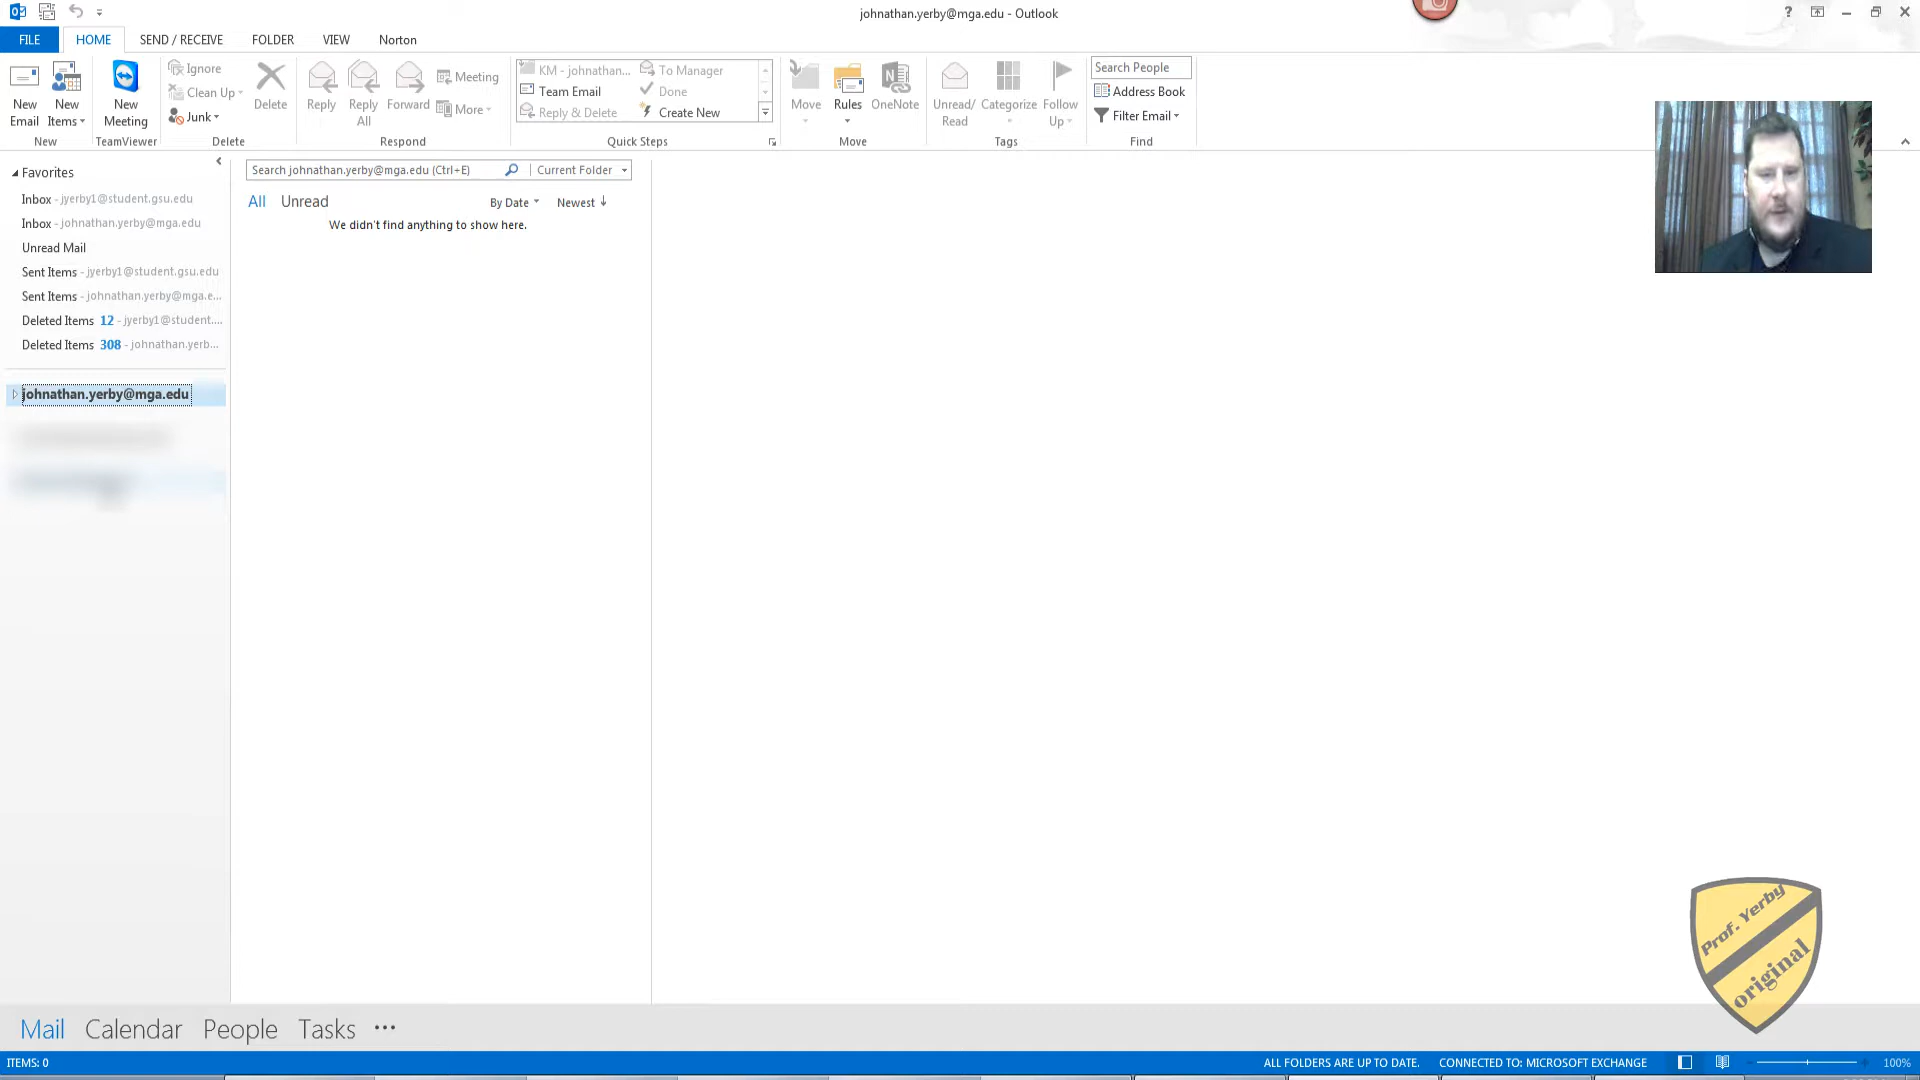 johnathan.yerby@mga.edu - Outlook
?
FILE HOME SEND / RECEIVE FOLDER VIEW Norton
New Email
New Items
New Meeting
Ignore
Clean Up
Junk
Delete
Reply
Reply All
Forward
Meeting
More
KM - johnathan...
Team Email
Reply & Delete
To Manager
Done
Create New
Move
Rules
OneNote
Unread/ Read
Categorize
Follow Up
Search People
Address Book
Filter Email
New TeamViewer Delete Respond Quick Steps Move Tags Find
Favorites
Inbox - jyerby1@student.gsu.edu
Inbox - johnathan.yerby@mga.edu
Unread Mail
Sent Items - jyerby1@student.gsu.edu
Sent Items - johnathan.yerby@mga.e...
Deleted Items 12 - jyerby1@student....
Deleted Items 308 - johnathan.yerb...
johnathan.yerby@mga.edu
Search johnathan.yerby@mga.edu (Ctrl+E) Current Folder
All Unread By Date Newest
We didn't find anything to show here.
Prof. Yerby
original
Mail Calendar People Tasks ···
ITEMS: 0 ALL FOLDERS ARE UP TO DATE. CONNECTED TO: MICROSOFT EXCHANGE 100%